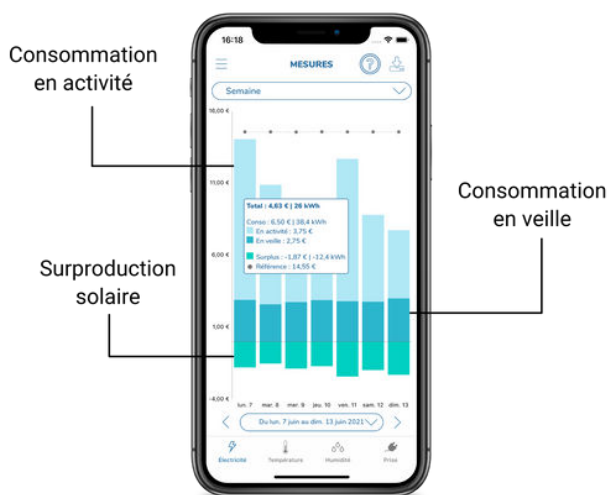 Consommation
en activité
Surproduction
solaire
Consommation
en veille
16:18
MESURES
?
Semaine
16,00 €
11,00 €
6,00 €
1,00 €
-4,00 €
Total : 4,63 € | 26 kWh
Conso : 6,50 € | 38,4 kWh
En activité : 3,75 €
En veille : 2,75 €
Surplus : -1,87 € | -12,4 kWh
Référence : 14,55 €
lun. 7 mar. 8 mer. 9 jeu. 10 ven. 11 sam. 12 dim. 13
Du lun. 7 juin au dim. 13 juin 2021
Electricité Température Humidité Prise